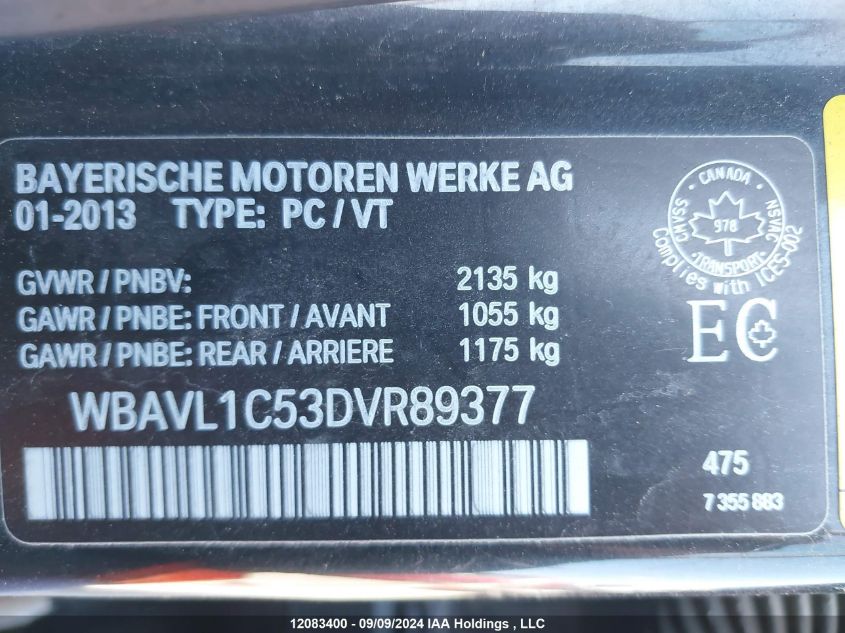 BAYERISCHE MOTOREN WERKE AG
01-2013 TYPE: PC / VT
GVWR / PNBV: 2135 kg
GAWR / PNBE: FRONT / AVANT 1055 kg
GAWR / PNBE: REAR / ARRIERE 1175 kg
WBAVL1C53DVR89377
CANADA
CMVSS
NSVAC
978
TRANSPORT
Complies with ICES-002
EC
475
7 355 883
12083400 - 09/09/2024 IAA Holdings , LLC